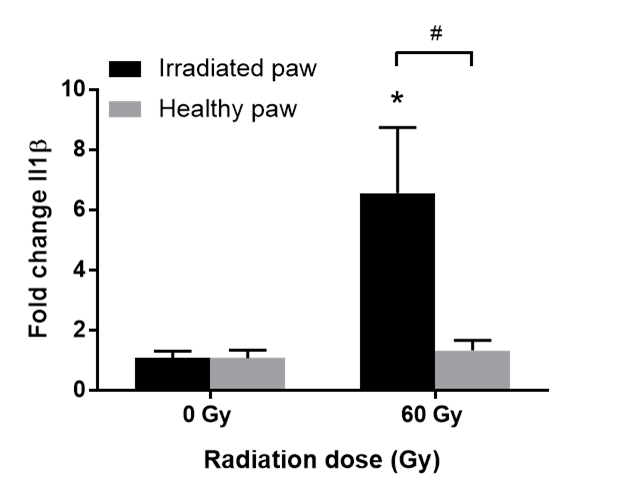 #
Irradiated paw
Healthy paw
*
10
8
6
4
2
0
Fold change Il1β
0 Gy
60 Gy
Radiation dose (Gy)